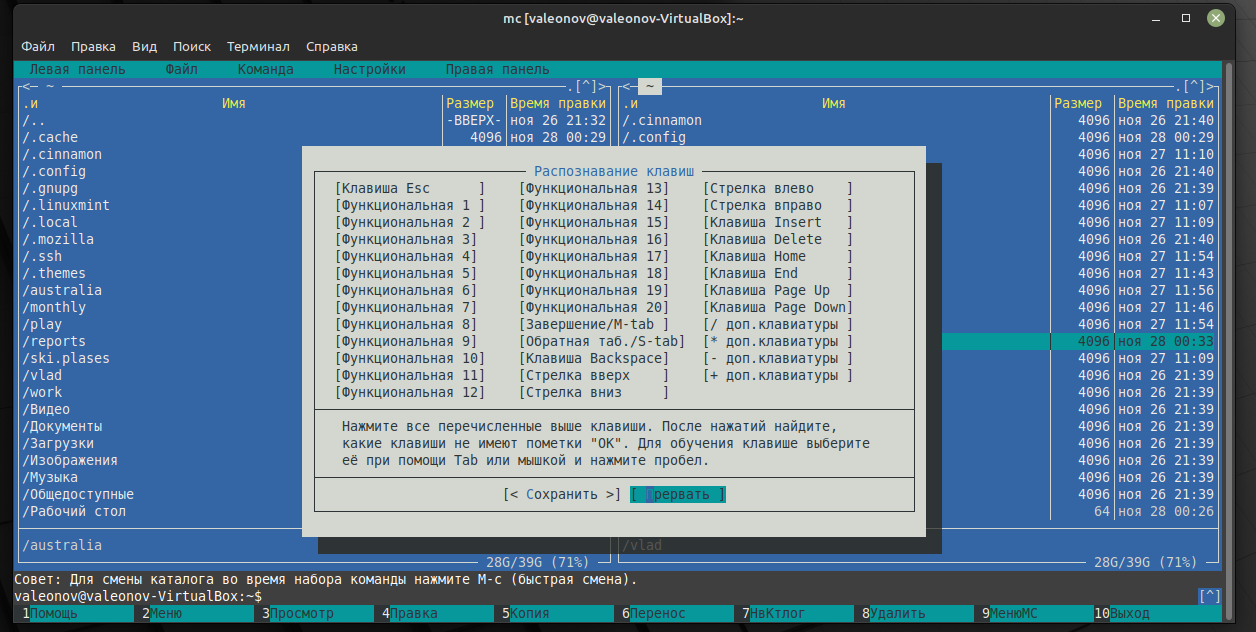 mc [valeonov@valeonov-VirtualBox]:~
Файл Правка Вид Поиск Терминал Справка
Левая панель Файл Команда Настройки Правая панель
<─ ~ .[^]> <─ ~ .[^]>
.и Имя Размер Время правки .и Имя Размер Время правки
/.. -ВВЕРХ- ноя 26 21:32 /.cinnamon 4096 ноя 26 21:40
/.cache 4096 ноя 28 00:29 /.config 4096 ноя 28 00:29
/.cinnamon 4096 ноя 27 11:10
/.config Распознавание клавиш 4096 ноя 26 21:40
/.gnupg [Клавиша Esc ] [Функциональная 13] [Стрелка влево ] 4096 ноя 26 21:39
/.linuxmint [Функциональная 1 ] [Функциональная 14] [Стрелка вправо ] 4096 ноя 27 11:07
/.local [Функциональная 2 ] [Функциональная 15] [Клавиша Insert ] 4096 ноя 27 11:09
/.mozilla [Функциональная 3] [Функциональная 16] [Клавиша Delete ] 4096 ноя 26 21:40
/.ssh [Функциональная 4] [Функциональная 17] [Клавиша Home ] 4096 ноя 27 11:54
/.themes [Функциональная 5] [Функциональная 18] [Клавиша End ] 4096 ноя 27 11:43
/australia [Функциональная 6] [Функциональная 19] [Клавиша Page Up ] 4096 ноя 27 11:56
/monthly [Функциональная 7] [Функциональная 20] [Клавиша Page Down] 4096 ноя 27 11:46
/play [Функциональная 8] [Завершение/M-tab ] [/ доп.клавиатуры ] 4096 ноя 27 11:54
/reports [Функциональная 9] [Обратная таб./S-tab] [* доп.клавиатуры ] 4096 ноя 28 00:33
/ski.plases [Функциональная 10] [Клавиша Backspace] [- доп.клавиатуры ] 4096 ноя 27 11:09
/vlad [Функциональная 11] [Стрелка вверх ] [+ доп.клавиатуры ] 4096 ноя 26 21:39
/work [Функциональная 12] [Стрелка вниз ] 4096 ноя 26 21:39
/Видео 4096 ноя 26 21:39
/Документы Нажмите все перечисленные выше клавиши. После нажатий найдите, 4096 ноя 26 21:39
/Загрузки какие клавиши не имеют пометки "OK". Для обучения клавише выберите 4096 ноя 26 21:39
/Изображения её при помощи Tab или мышкой и нажмите пробел. 4096 ноя 26 21:39
/Музыка 4096 ноя 26 21:39
/Общедоступные [< Сохранить >] [ Прервать ] 4096 ноя 26 21:39
/Рабочий стол 64 ноя 28 00:26
/australia /vlad
28G/39G (71%) 28G/39G (71%)
Совет: Для смены каталога во время набора команды нажмите M-c (быстрая смена).
valeonov@valeonov-VirtualBox:~$ [^]
1Помощь 2Меню 3Просмотр 4Правка 5Копия 6Перенос 7НвКтлог 8Удалить 9МенюMC 10Выход